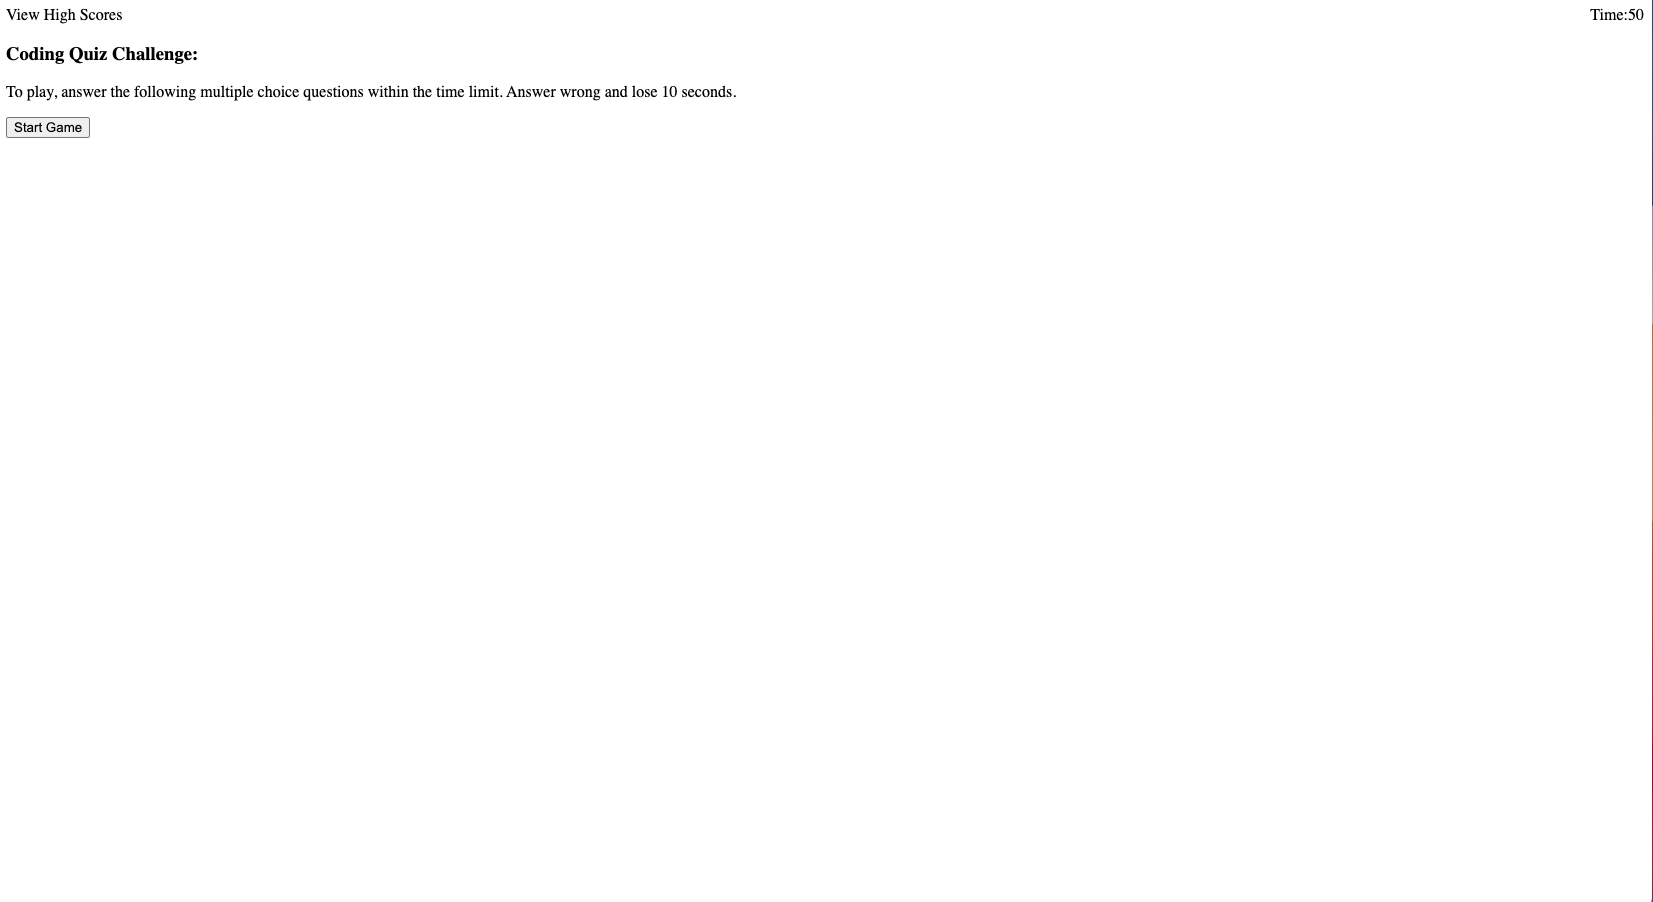 View High Scores
Time:50
Coding Quiz Challenge:
To play, answer the following multiple choice questions within the time limit. Answer wrong and lose 10 seconds.
Start Game